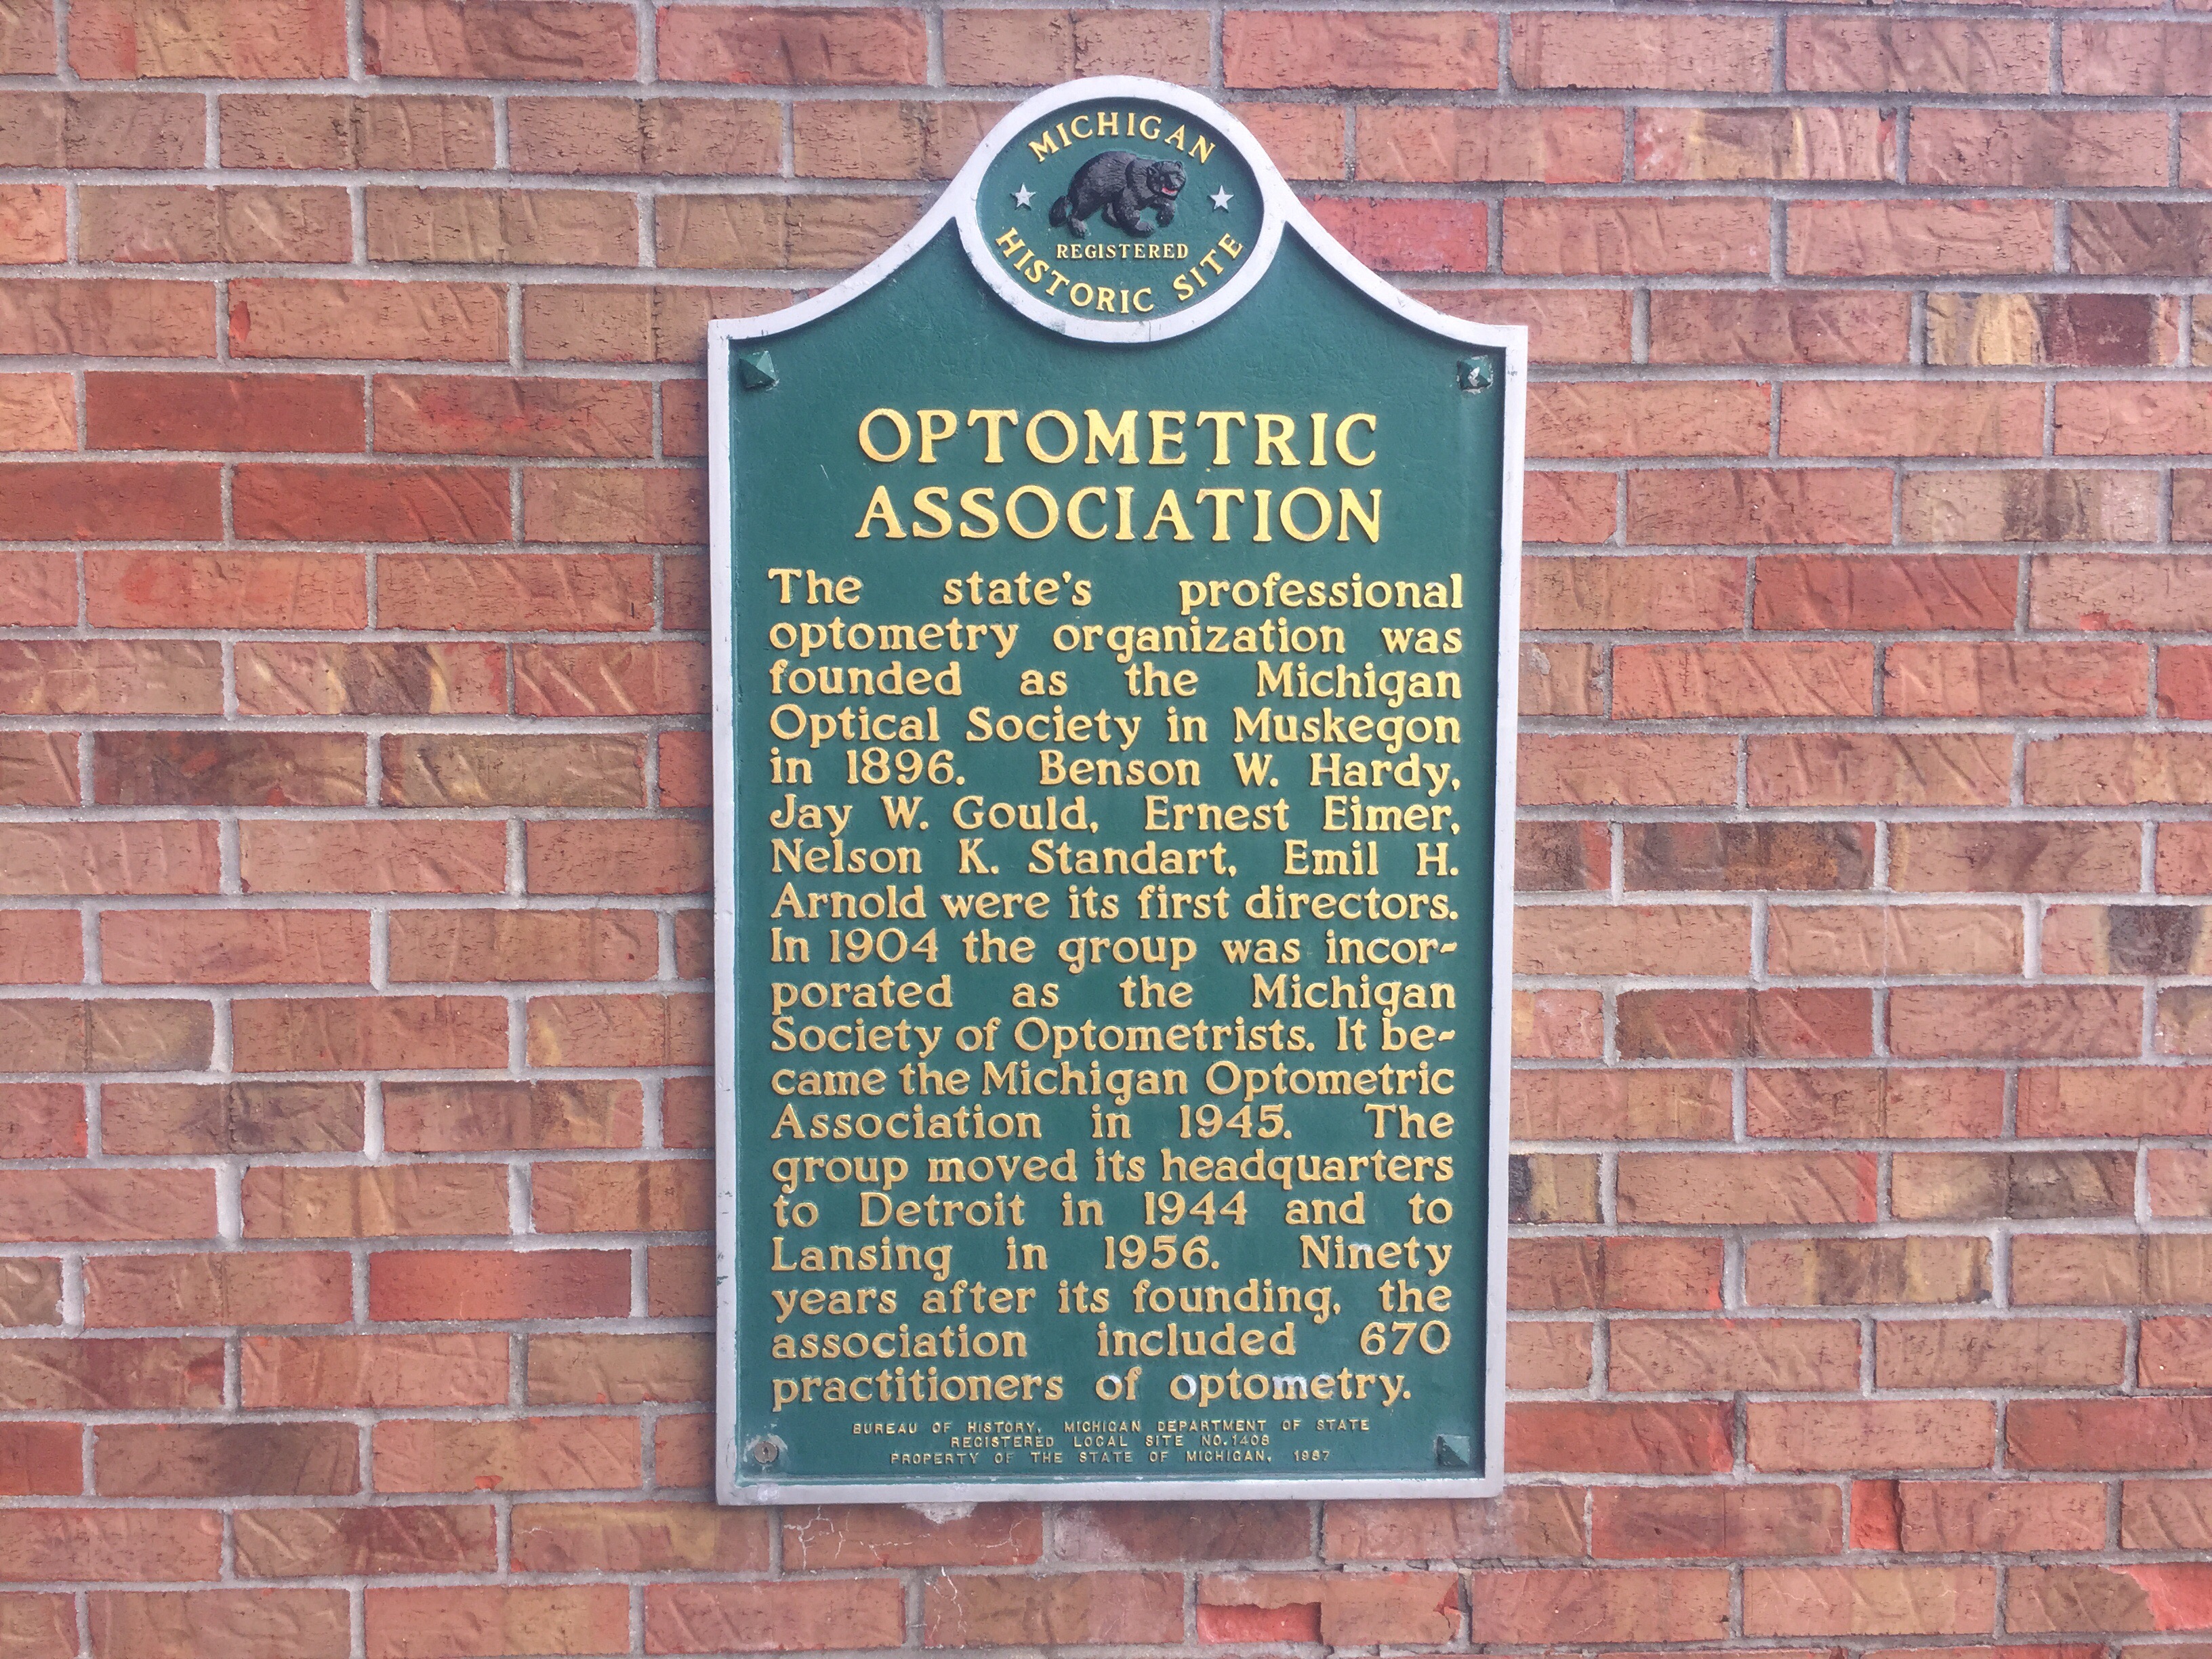 MICHIGAN
REGISTERED
HISTORIC SITE
OPTOMETRIC
ASSOCIATION
The state's professional
optometry organization was
founded as the Michigan
Optical Society in Muskegon
in 1896. Benson W. Hardy,
Jay W. Gould, Ernest Eimer,
Nelson K. Standart, Emil H.
Arnold were its first directors.
In 1904 the group was incor-
porated as the Michigan
Society of Optometrists. It be-
came the Michigan Optometric
Association in 1945. The
group moved its headquarters
to Detroit in 1944 and to
Lansing in 1956. Ninety
years after its founding, the
association included 670
practitioners of optometry.
BUREAU OF HISTORY, MICHIGAN DEPARTMENT OF STATE
REGISTERED LOCAL SITE NO.1408
PROPERTY OF THE STATE OF MICHIGAN, 1987